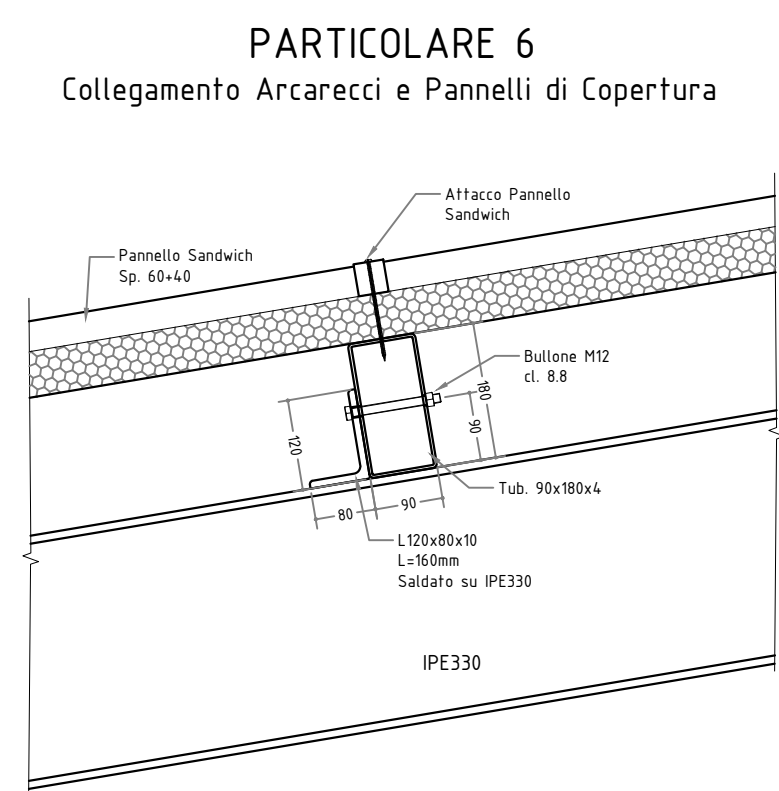 PARTICOLARE 6
Collegamento Arcarecci e Pannelli di Copertura
Attacco Pannello
Sandwich
Pannello Sandwich
Sp. 60+40
Bullone M12
cl. 8.8
180
90
120
Tub. 90x180x4
80
90
L120x80x10
L=160mm
Saldato su IPE330
IPE330